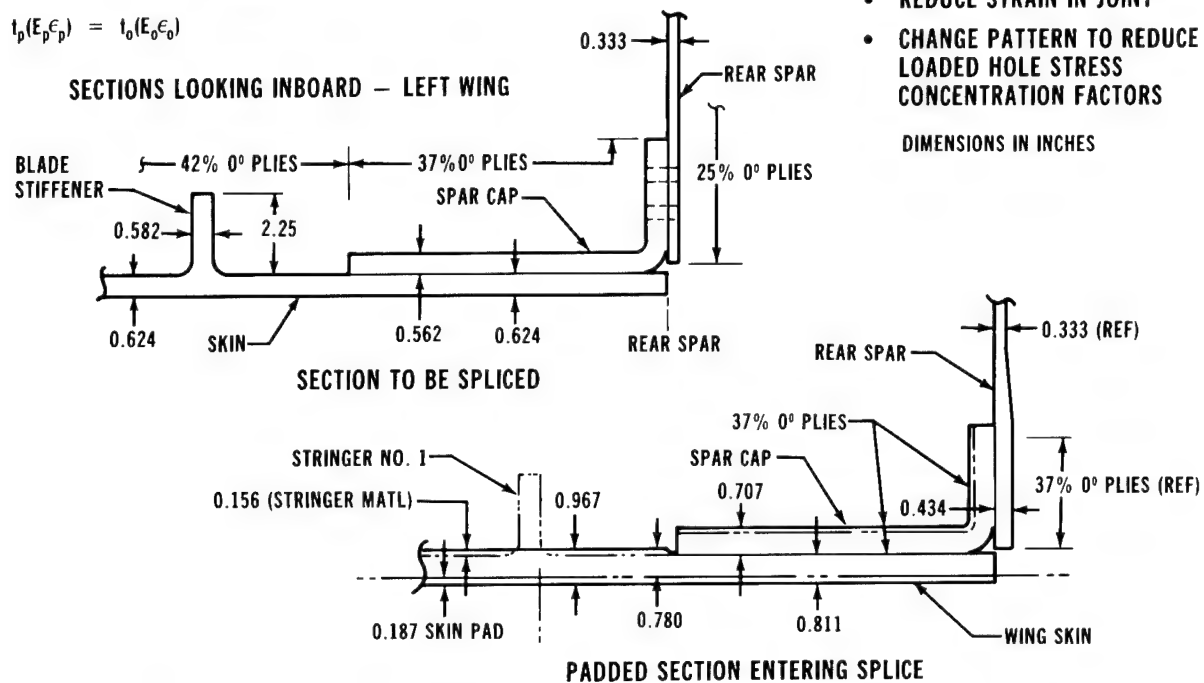 t_p(E_pϵ_p) = t_o(E_oϵ_o)
• REDUCE STRAIN IN JOINT
• CHANGE PATTERN TO REDUCE
LOADED HOLE STRESS
CONCENTRATION FACTORS
DIMENSIONS IN INCHES
SECTIONS LOOKING INBOARD – LEFT WING
0.333
REAR SPAR
BLADE
STIFFENER
42% 0° PLIES
37% 0° PLIES
25% 0° PLIES
SPAR CAP
0.582
2.25
0.624
SKIN
0.562
0.624
REAR SPAR
SECTION TO BE SPLICED
0.333 (REF)
REAR SPAR
37% 0° PLIES
STRINGER NO. 1
SPAR CAP
0.156 (STRINGER MATL)
0.967
0.707
0.434
37% 0° PLIES (REF)
0.187 SKIN PAD
0.780
0.811
WING SKIN
PADDED SECTION ENTERING SPLICE